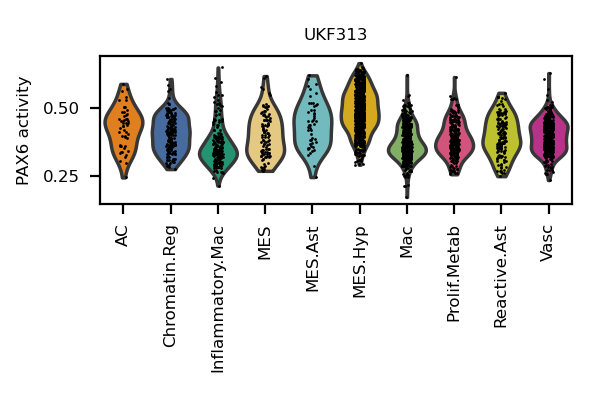 UKF313
PAX6 activity
0.50
0.25
AC
Chromatin.Reg
Inflammatory.Mac
MES
MES.Ast
MES.Hyp
Mac
Prolif.Metab
Reactive.Ast
Vasc